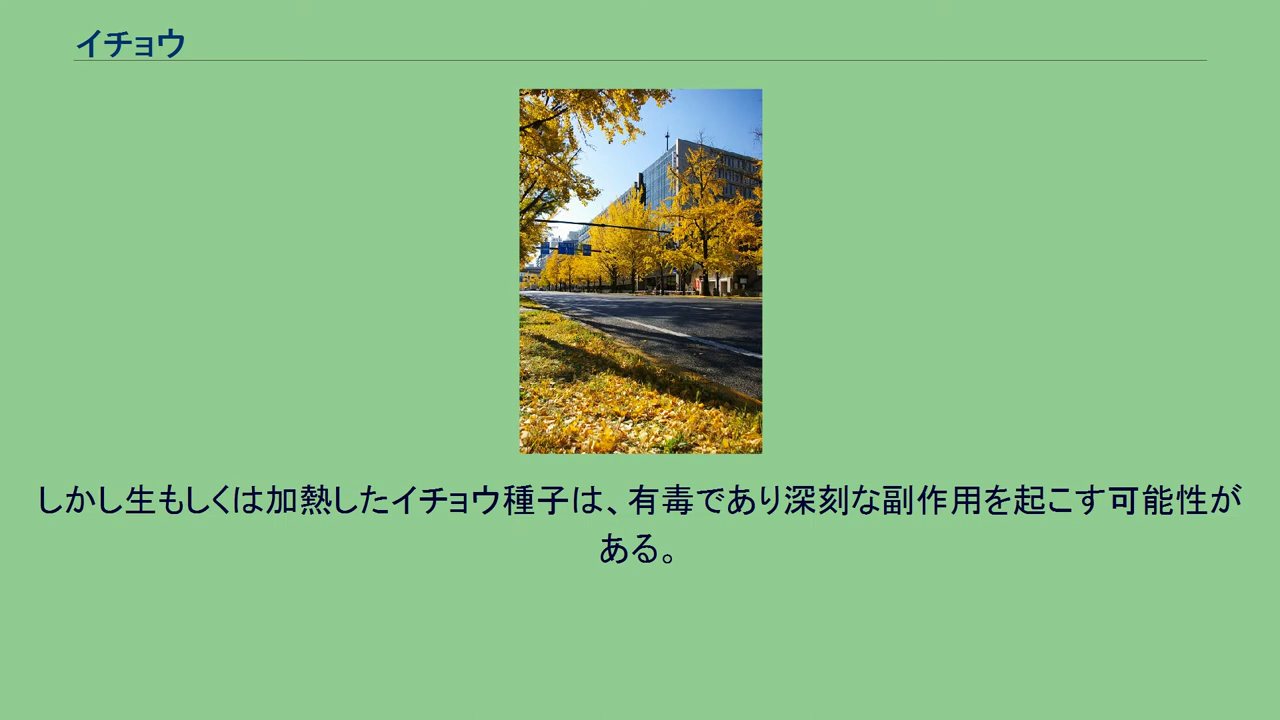 イチョウ
しかし生もしくは加熱したイチョウ種子は、有毒であり深刻な副作用を起こす可能性が
ある。